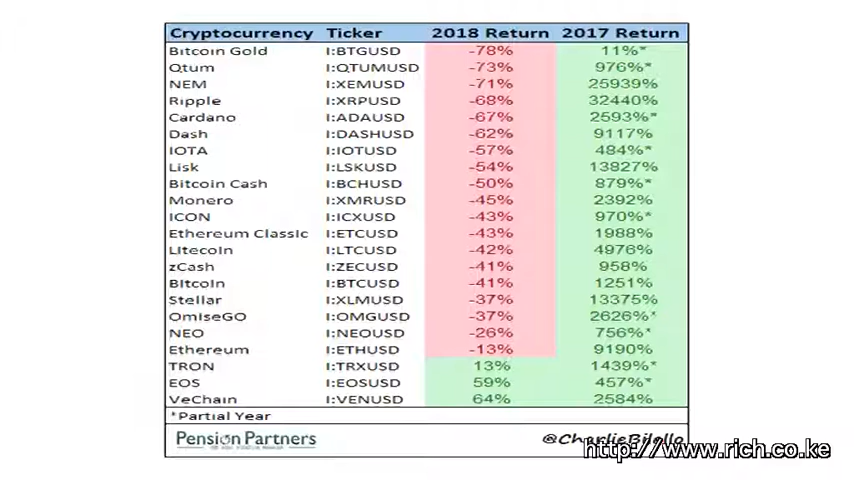 Cryptocurrency Ticker 2018 Return 2017 Return
Bitcoin Gold I:BTGUSD -78% 11%*
Qtum I:QTUMUSD -73% 976%*
NEM I:XEMUSD -71% 25939%
Ripple I:XRPUSD -68% 32440%
Cardano I:ADAUSD -67% 2593%*
Dash I:DASHUSD -62% 9117%
IOTA I:IOTUSD -57% 484%*
Lisk I:LSKUSD -54% 13827%
Bitcoin Cash I:BCHUSD -50% 879%*
Monero I:XMRUSD -45% 2392%
ICON I:ICXUSD -43% 970%*
Ethereum Classic I:ETCUSD -43% 1988%
Litecoin I:LTCUSD -42% 4976%
zCash I:ZECUSD -41% 958%
Bitcoin I:BTCUSD -41% 1251%
Stellar I:XLMUSD -37% 13375%
OmiseGO I:OMGUSD -37% 2626%*
NEO I:NEOUSD -26% 756%*
Ethereum I:ETHUSD -13% 9190%
TRON I:TRXUSD 13% 1439%*
EOS I:EOSUSD 59% 457%*
VeChain I:VENUSD 64% 2584%
*Partial Year
Pension Partners @CharlieBilello
http://www.rich.co.ke